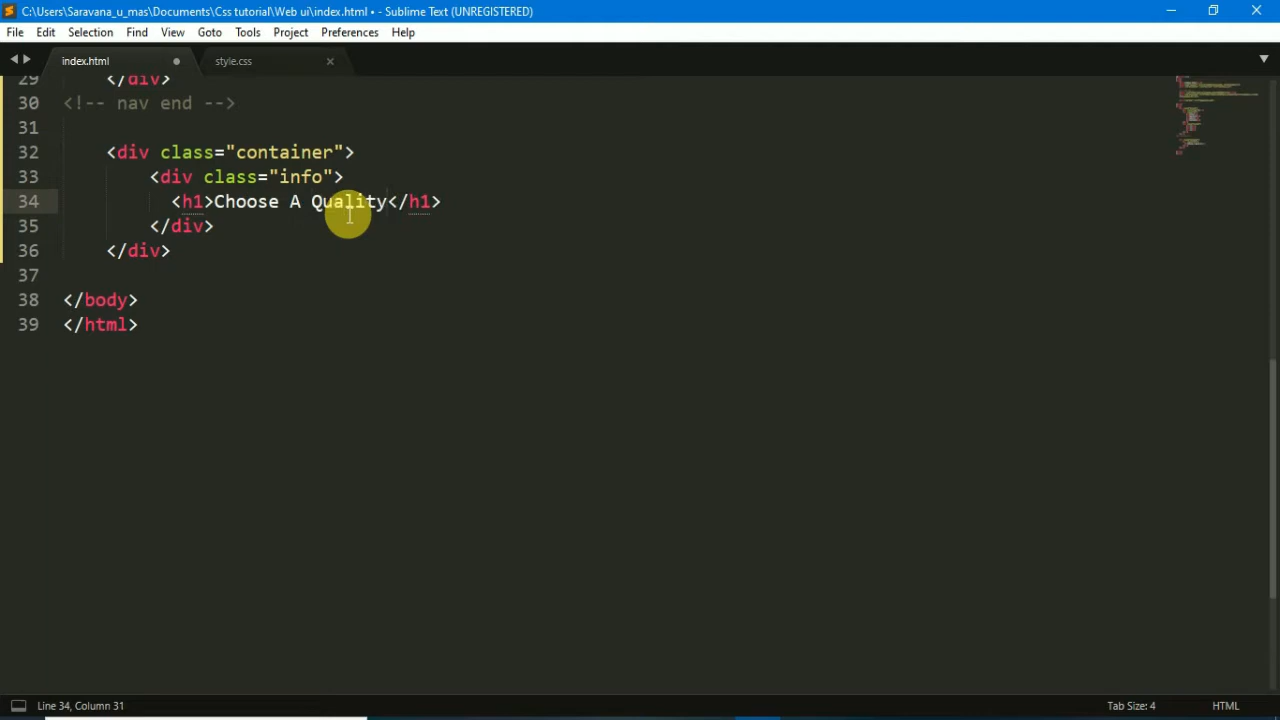 C:\Users\Saravana_u_mas\Documents\Css tutorial\Web ui\index.html • - Sublime Text (UNREGISTERED)
File Edit Selection Find View Goto Tools Project Preferences Help
index.html style.css
29 </div>
30 <!-- nav end -->
31
32 <div class="container">
33 <div class="info">
34 <h1>Choose A Quality</h1>
35 </div>
36 </div>
37
38 </body>
39 </html>
Line 34, Column 31 Tab Size: 4 HTML